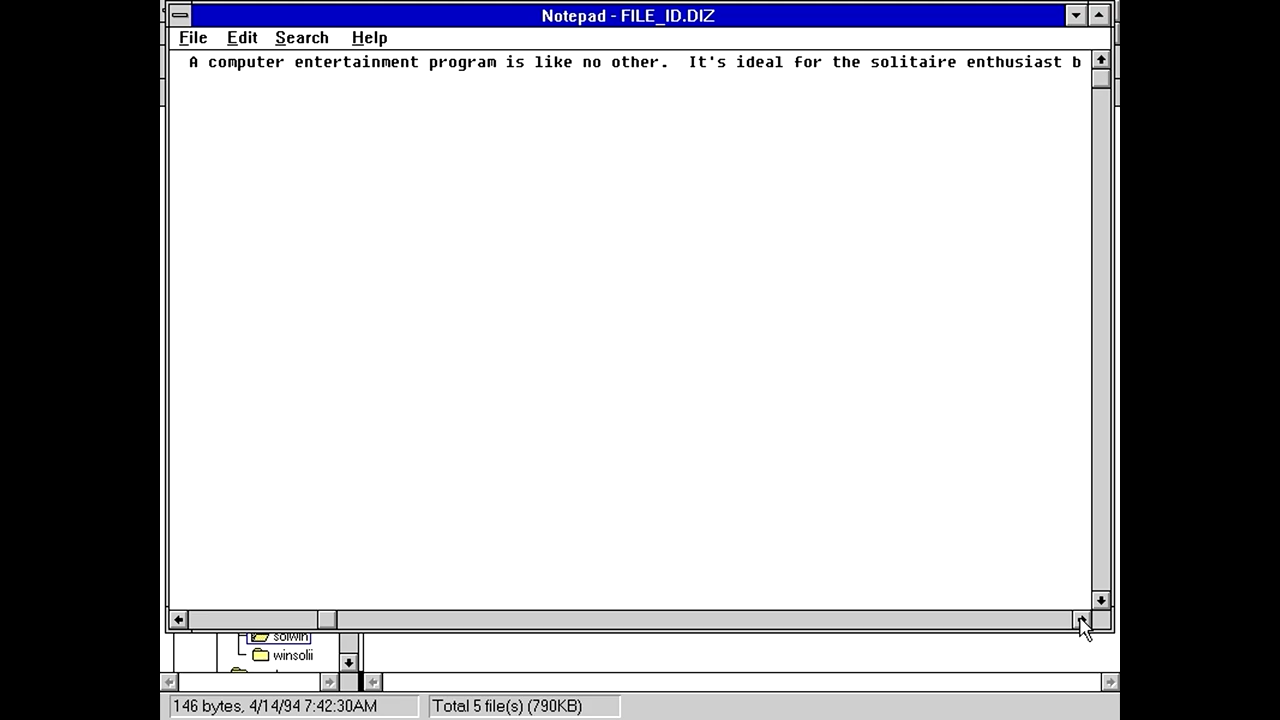 Notepad - FILE_ID.DIZ
File Edit Search Help
A computer entertainment program is like no other.  It's ideal for the solitaire enthusiast b
solwin
winsolii
146 bytes, 4/14/94 7:42:30AM
Total 5 file(s) (790KB)